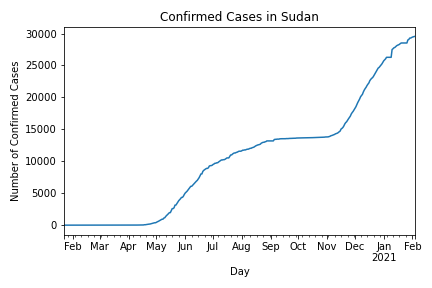 Confirmed Cases in Sudan
Number of Confirmed Cases
30000
25000
20000
15000
10000
5000
0
Feb Mar Apr May Jun Jul Aug Sep Oct Nov Dec Jan Feb
2021
Day